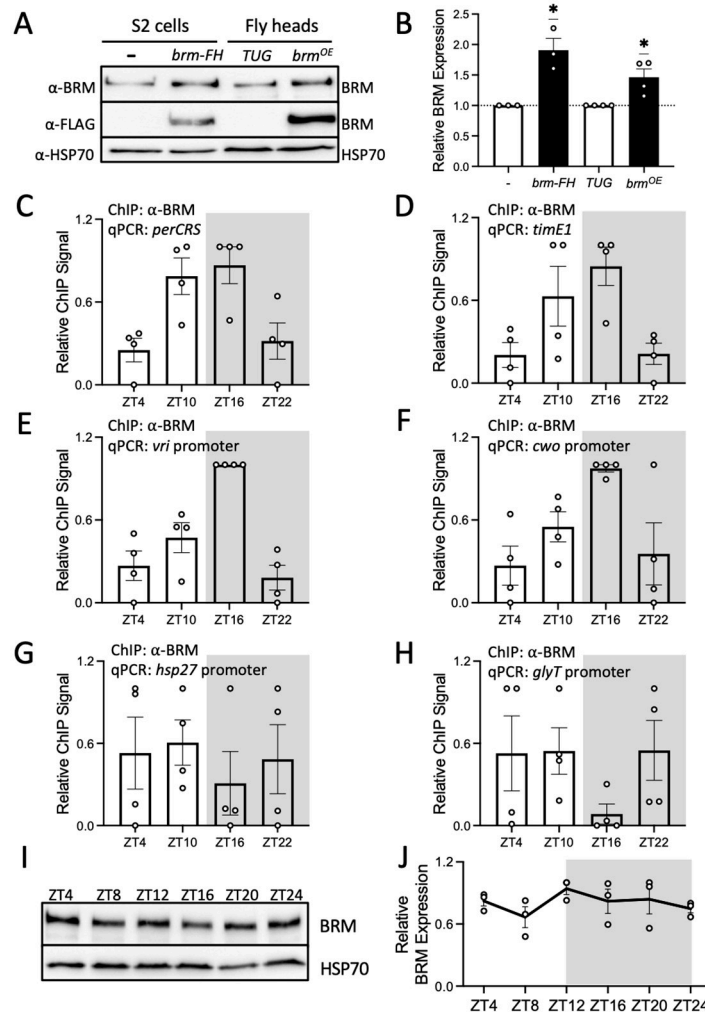 A
S2 cells Fly heads
– brm-FH TUG brmOE
α-BRM BRM
α-FLAG BRM
α-HSP70 HSP70
B
Relative BRM Expression
2.5
2.0
1.5
1.0
0.5
0.0
* *
- brm-FH TUG brmOE
C
ChIP: α-BRM
qPCR: perCRS
Relative ChIP Signal
1.2
0.6
0.0
ZT4 ZT10 ZT16 ZT22
D
ChIP: α-BRM
qPCR: timE1
Relative ChIP Signal
1.2
0.6
0.0
ZT4 ZT10 ZT16 ZT22
E
ChIP: α-BRM
qPCR: vri promoter
Relative ChIP Signal
1.2
0.6
0.0
ZT4 ZT10 ZT16 ZT22
F
ChIP: α-BRM
qPCR: cwo promoter
Relative ChIP Signal
1.2
0.6
0.0
ZT4 ZT10 ZT16 ZT22
G
ChIP: α-BRM
qPCR: hsp27 promoter
Relative ChIP Signal
1.2
0.6
0.0
ZT4 ZT10 ZT16 ZT22
H
ChIP: α-BRM
qPCR: glyT promoter
Relative ChIP Signal
1.2
0.6
0.0
ZT4 ZT10 ZT16 ZT22
I
ZT4 ZT8 ZT12 ZT16 ZT20 ZT24
BRM
HSP70
J
Relative
BRM Expression
1.2
0.6
0.0
ZT4 ZT8 ZT12 ZT16 ZT20 ZT24